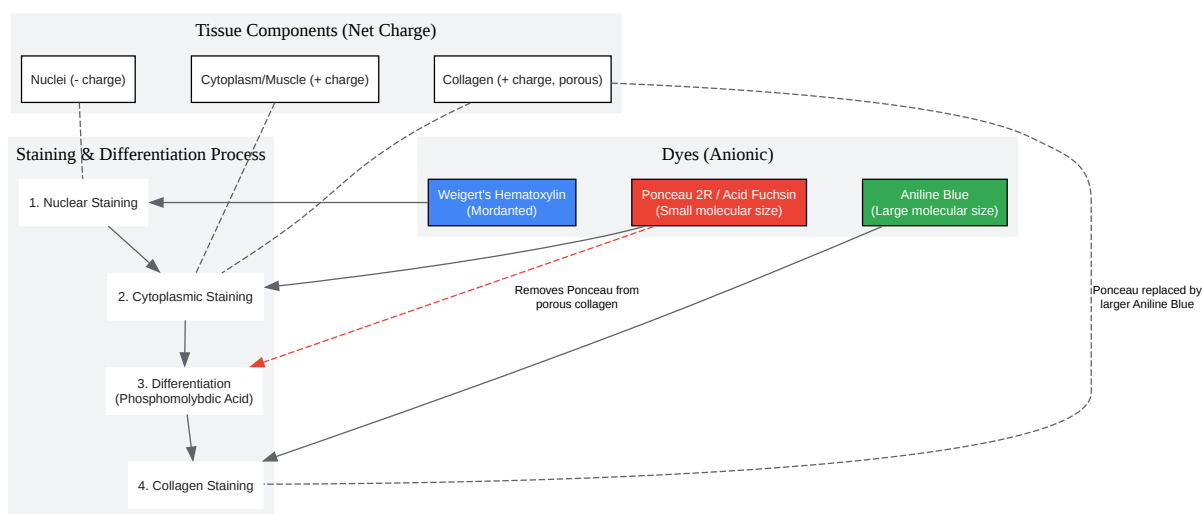 Tissue Components (Net Charge)
Nuclei (- charge)
Cytoplasm/Muscle (+ charge)
Collagen (+ charge, porous)
Staining & Differentiation Process
Dyes (Anionic)
1. Nuclear Staining
Weigert's Hematoxylin
(Mordanted)
Ponceau 2R / Acid Fuchsin
(Small molecular size)
Aniline Blue
(Large molecular size)
2. Cytoplasmic Staining
Removes Ponceau from
porous collagen
Ponceau replaced by
larger Aniline Blue
3. Differentiation
(Phosphomolybdic Acid)
4. Collagen Staining